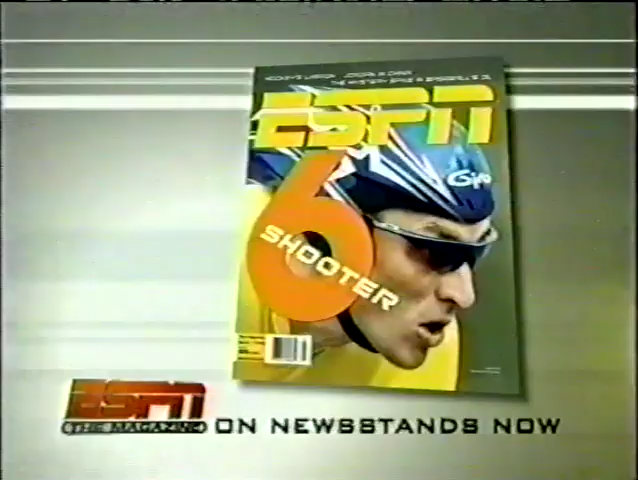 ESPN
Giro
6
SHOOTER
ESPN
THE MAGAZINE
ON NEWSSTANDS NOW